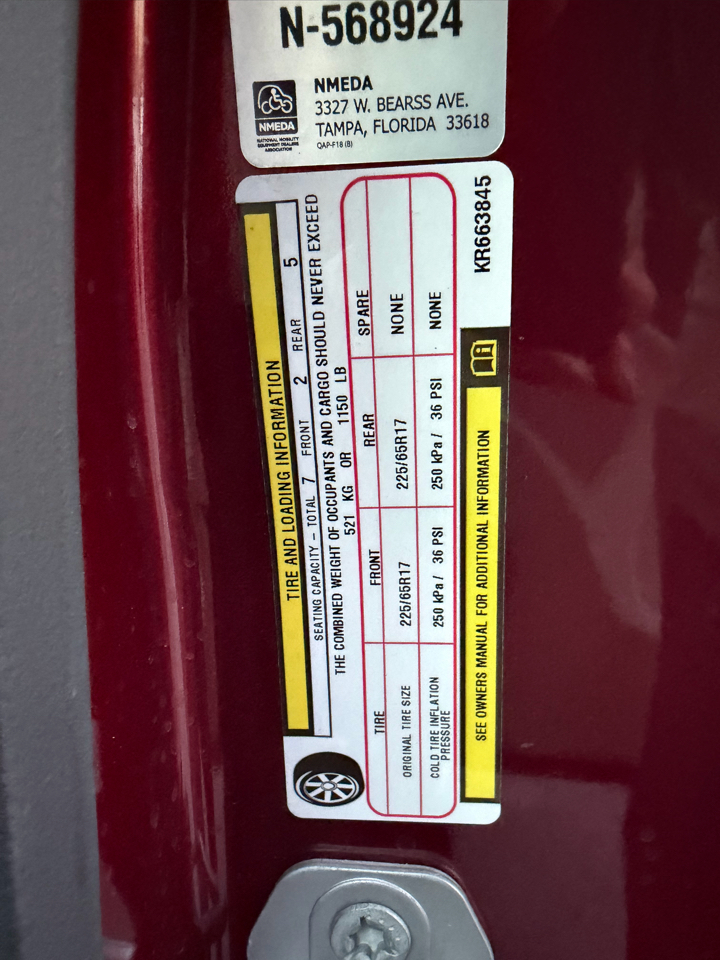 N-568924
NMEDA
NATIONAL MOBILITY
EQUIPMENT DEALERS
ASSOCIATION
NMEDA
3327 W. BEARSS AVE.
TAMPA, FLORIDA 33618
QAP-F18 (B)
TIRE AND LOADING INFORMATION
SEATING CAPACITY – TOTAL 7 FRONT 2 REAR 5
THE COMBINED WEIGHT OF OCCUPANTS AND CARGO SHOULD NEVER EXCEED
521 KG OR 1150 LB
TIRE FRONT REAR SPARE
ORIGINAL TIRE SIZE 225/65R17 225/65R17 NONE
COLD TIRE INFLATION PRESSURE 250 kPa / 36 PSI 250 kPa / 36 PSI NONE
SEE OWNERS MANUAL FOR ADDITIONAL INFORMATION
KR663845